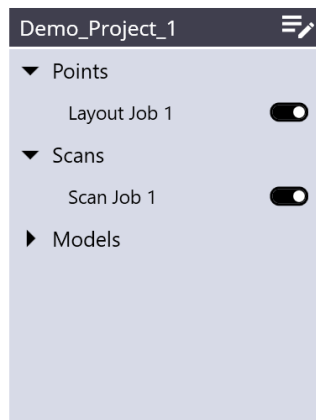 Demo_Project_1
Points
Layout Job 1
Scans
Scan Job 1
Models